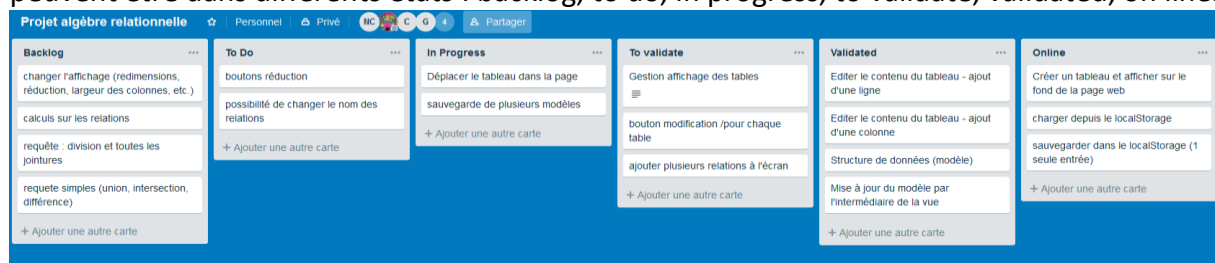 peuvent être dans différents états : backlog, to do, in progress, to validate, validated, on line.
Projet algèbre relationnelle Personnel Privé NC C G 4 Partager
Backlog
changer l'affichage (redimensions,
réduction, largeur des colonnes, etc.)
calculs sur les relations
requête : division et toutes les
jointures
requete simples (union, intersection,
différence)
+ Ajouter une autre carte
To Do
boutons réduction
possibilité de changer le nom des
relations
+ Ajouter une autre carte
In Progress
Déplacer le tableau dans la page
sauvegarde de plusieurs modèles
+ Ajouter une autre carte
To validate
Gestion affichage des tables
bouton modification /pour chaque
table
ajouter plusieurs relations à l'écran
+ Ajouter une autre carte
Validated
Editer le contenu du tableau - ajout
d'une ligne
Editer le contenu du tableau - ajout
d'une colonne
Structure de données (modèle)
Mise à jour du modèle par
l'intermédiaire de la vue
+ Ajouter une autre carte
Online
Créer un tableau et afficher sur le
fond de la page web
charger depuis le localStorage
sauvegarder dans le localStorage (1
seule entrée)
+ Ajouter une autre carte